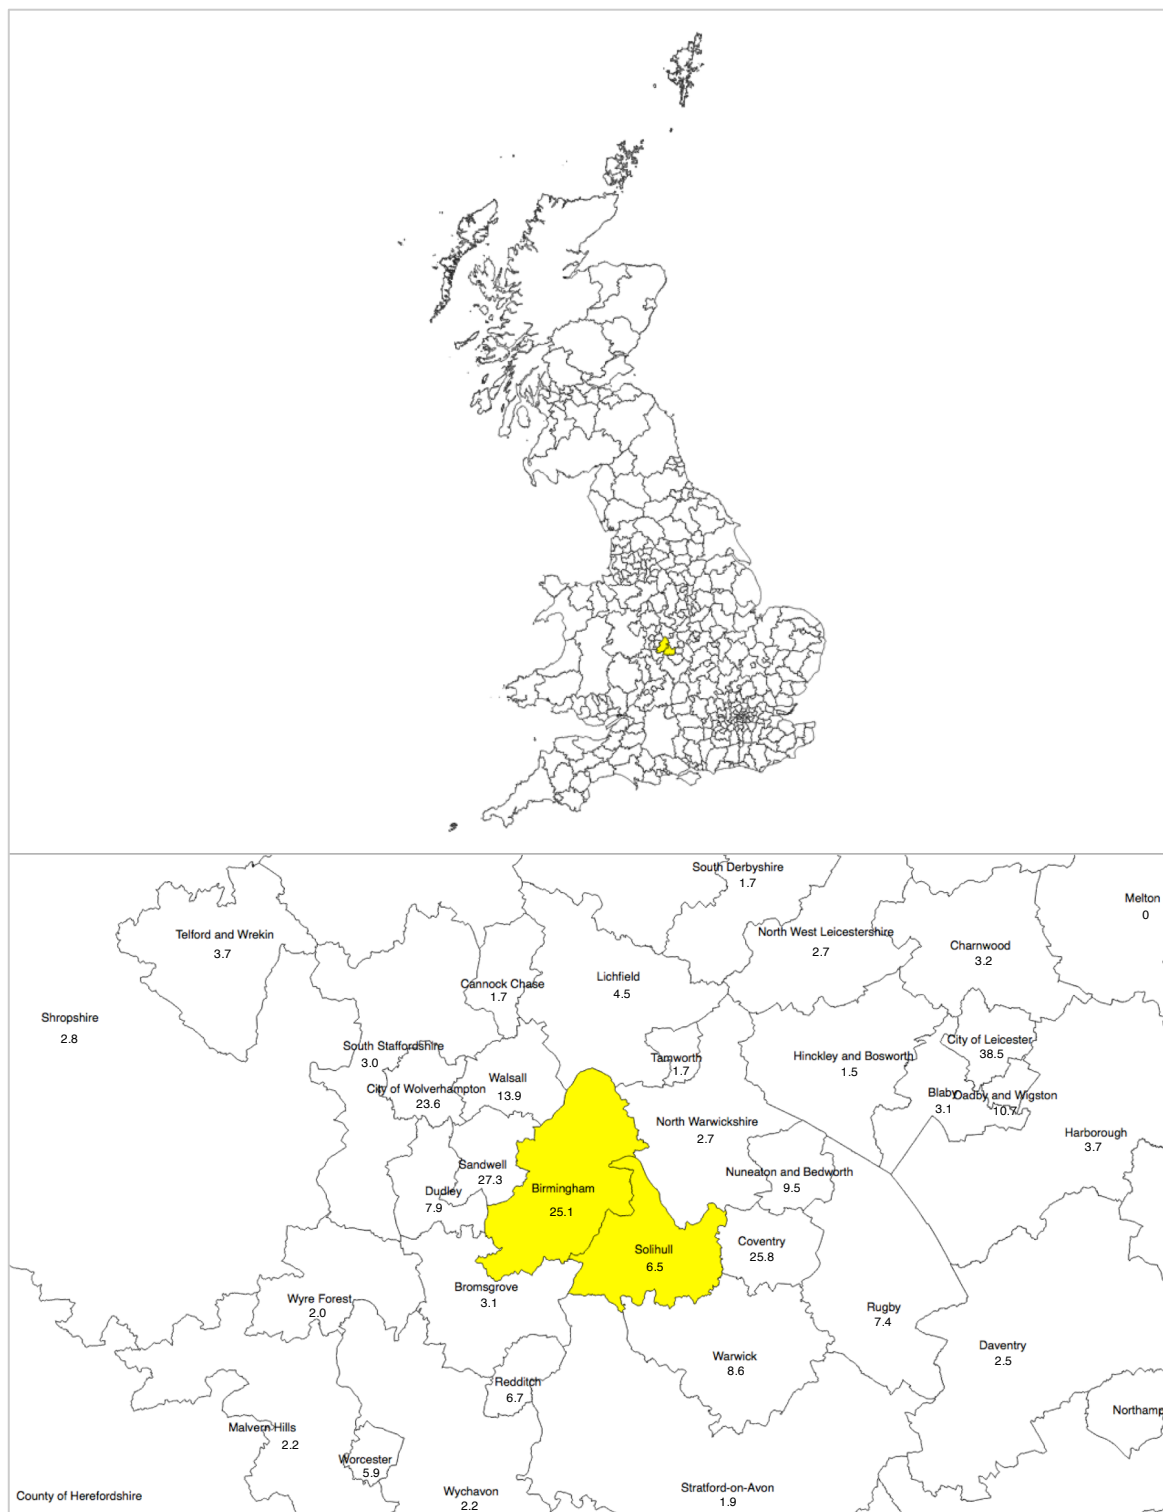 South Derbyshire
1.7
Melton
0
Telford and Wrekin
3.7
North West Leicestershire
2.7
Charnwood
3.2
Cannock Chase
1.7
Lichfield
4.5
Shropshire
2.8
South Staffordshire
3.0
Tamworth
1.7
Hinckley and Bosworth
1.5
City of Leicester
38.5
City of Wolverhampton
23.6
Walsall
13.9
Blaby
3.1
Oadby and Wigston
10.7
North Warwickshire
2.7
Harborough
3.7
Sandwell
27.3
Nuneaton and Bedworth
9.5
Dudley
7.9
Birmingham
25.1
Solihull
6.5
Coventry
25.8
Bromsgrove
3.1
Wyre Forest
2.0
Rugby
7.4
Warwick
8.6
Daventry
2.5
Redditch
6.7
Northamp
Malvern Hills
2.2
Worcester
5.9
Wychavon
2.2
Stratford-on-Avon
1.9
County of Herefordshire